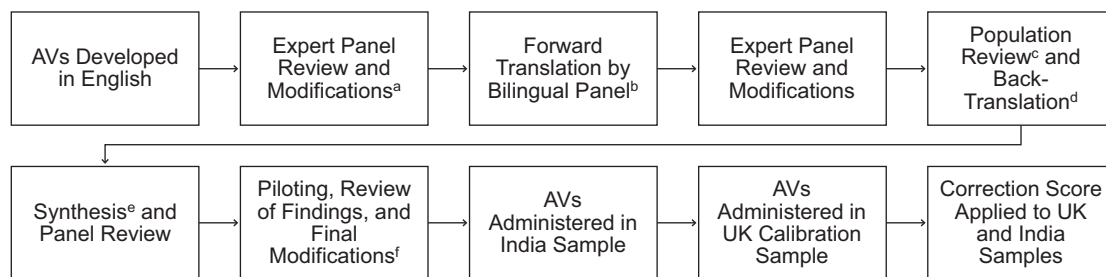 AVs Developed
in English
Expert Panel
Review and
Modificationsᵃ
Forward
Translation by
Bilingual Panelᵇ
Expert Panel
Review and
Modifications
Population
Reviewᶜ and
Back-
Translationᵈ
Synthesisᵉ and
Panel Review
Piloting, Review
of Findings, and
Final
Modificationsᶠ
AVs
Administered in
India Sample
AVs
Administered in
UK Calibration
Sample
Correction Score
Applied to UK
and India
Samples